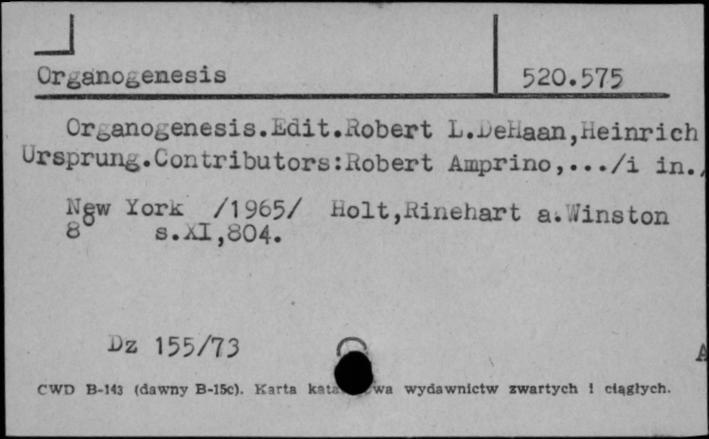 Organogenesis 520.575
Organogenesis.Edit.Robert L.DeHaan,Heinrich
Ursprung.Contributors:Robert Amprino,.../i in./
New York /1965/ Holt,Rinehart a.Winston
8° s.XI,804.
Dz 155/73 A
CWD B-143 (dawny B-15c). Karta wydawnictw zwartych i ciągłych.